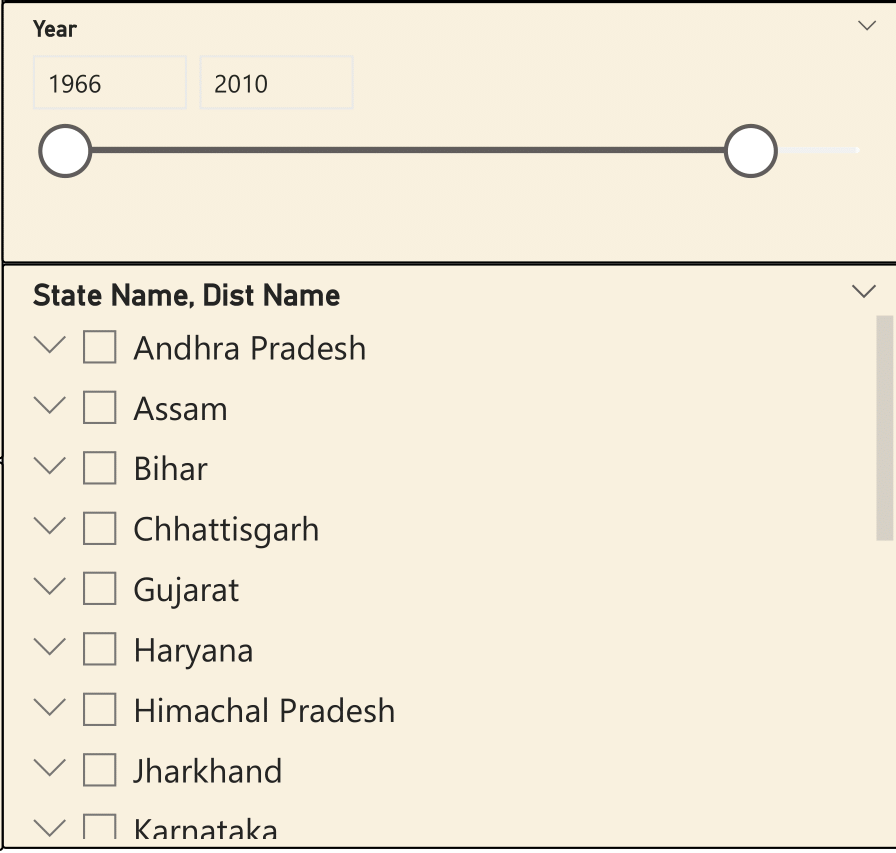 Year
1966 2010
State Name, Dist Name
Andhra Pradesh
Assam
Bihar
Chhattisgarh
Gujarat
Haryana
Himachal Pradesh
Jharkhand
Karnataka